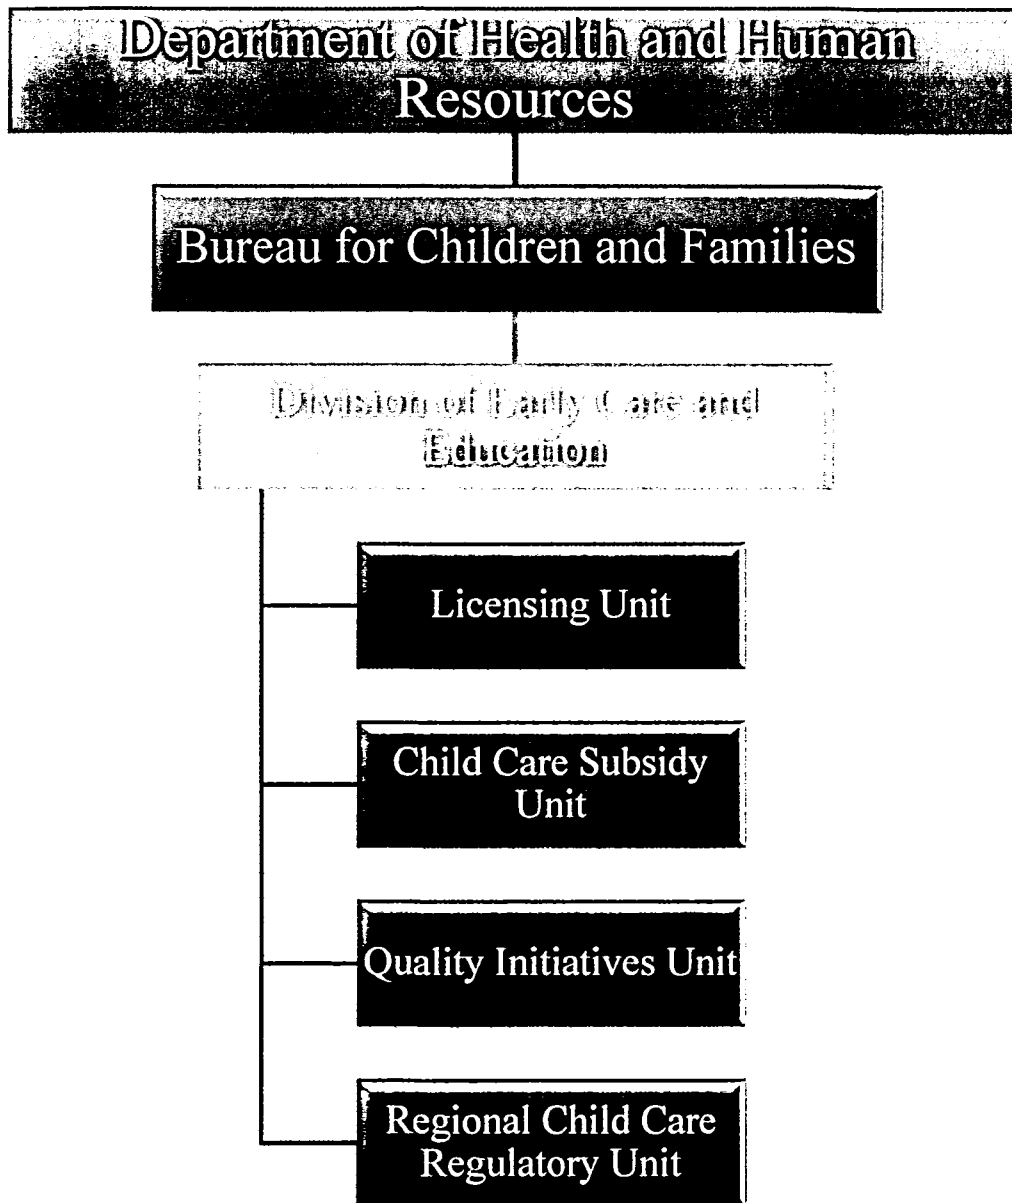 Department of Health and Human
Resources
Bureau for Children and Families
Division of Early Care and
Education
Licensing Unit
Child Care Subsidy
Unit
Quality Initiatives Unit
Regional Child Care
Regulatory Unit